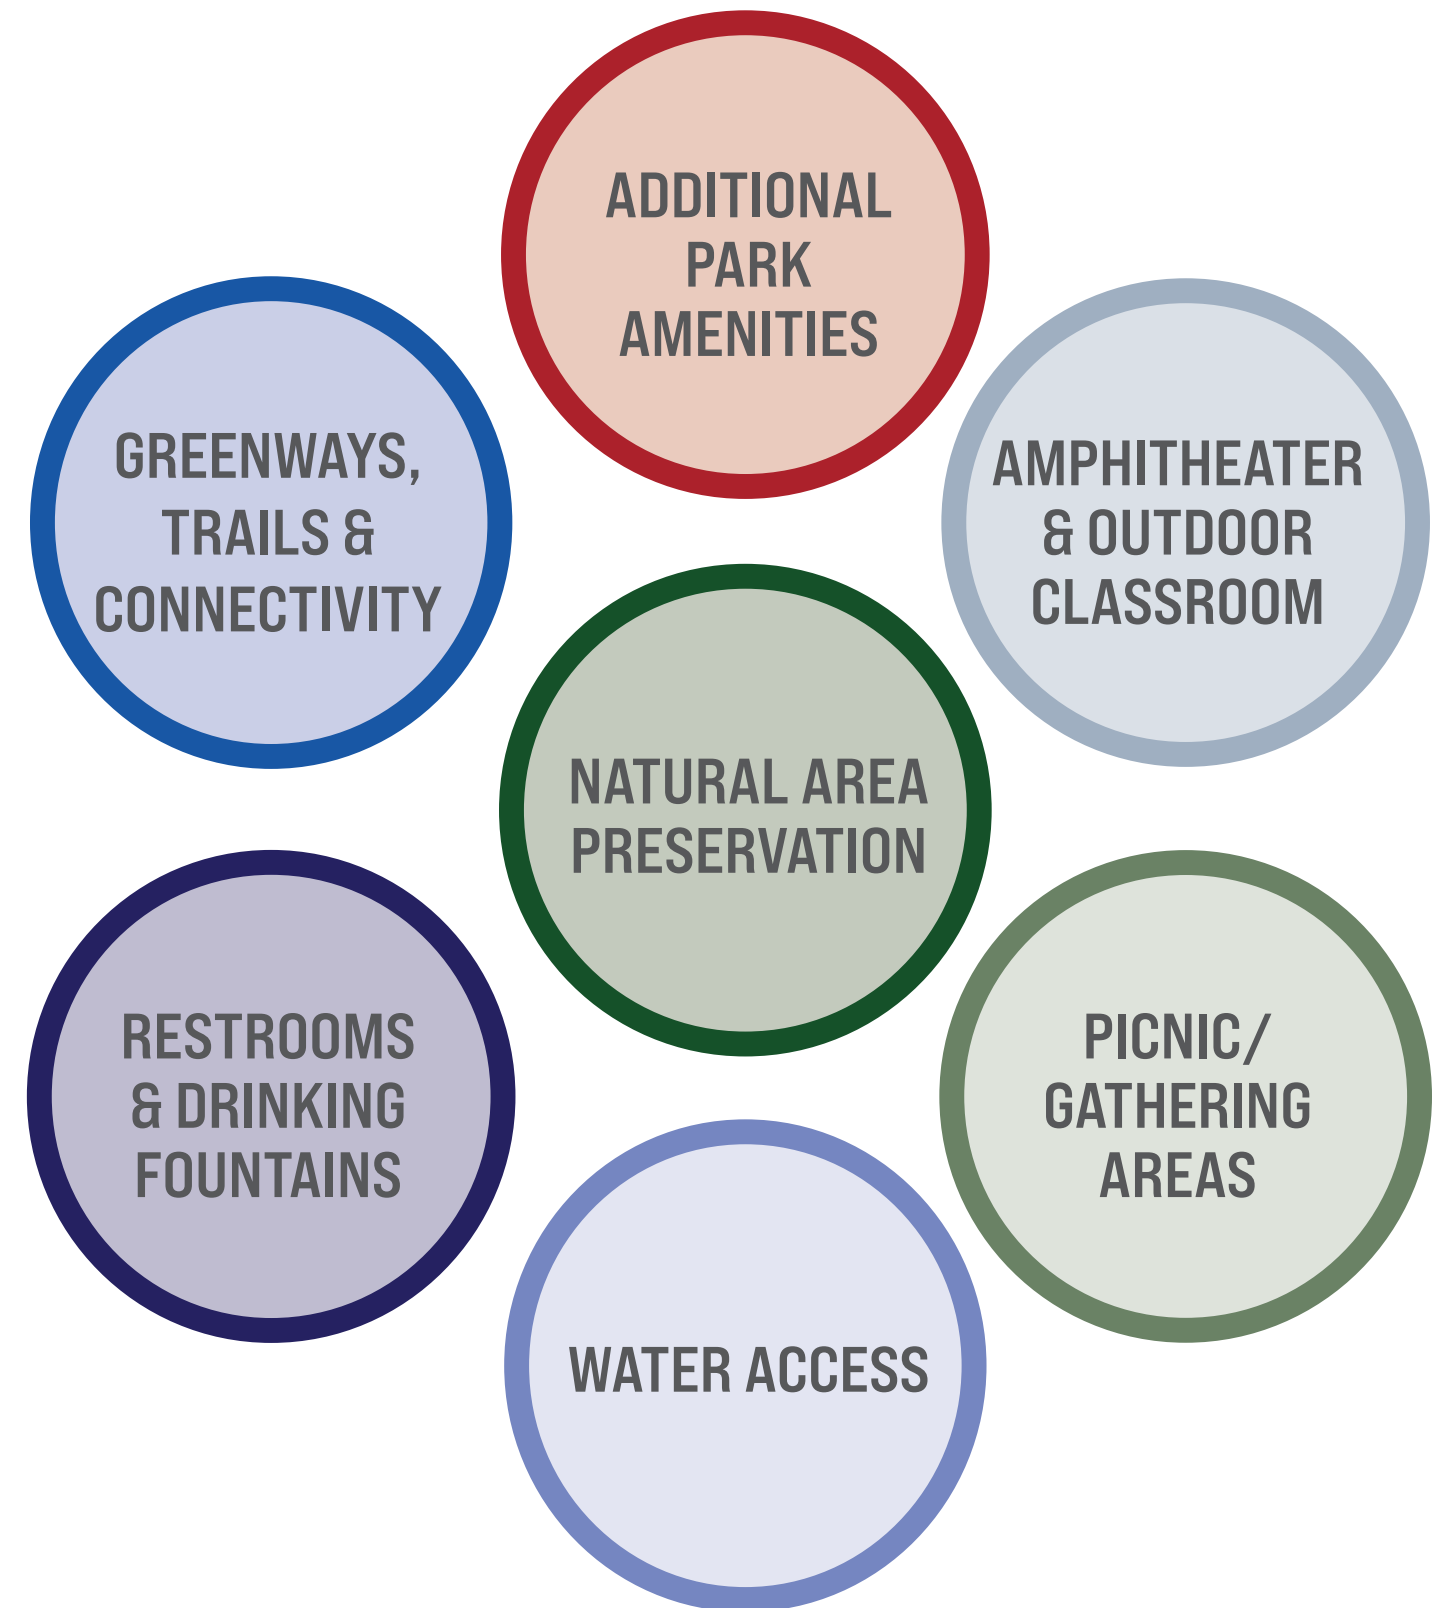 ADDITIONAL
PARK
AMENITIES
GREENWAYS,
TRAILS &
CONNECTIVITY
AMPHITHEATER
& OUTDOOR
CLASSROOM
NATURAL AREA
PRESERVATION
RESTROOMS
& DRINKING
FOUNTAINS
PICNIC/
GATHERING
AREAS
WATER ACCESS